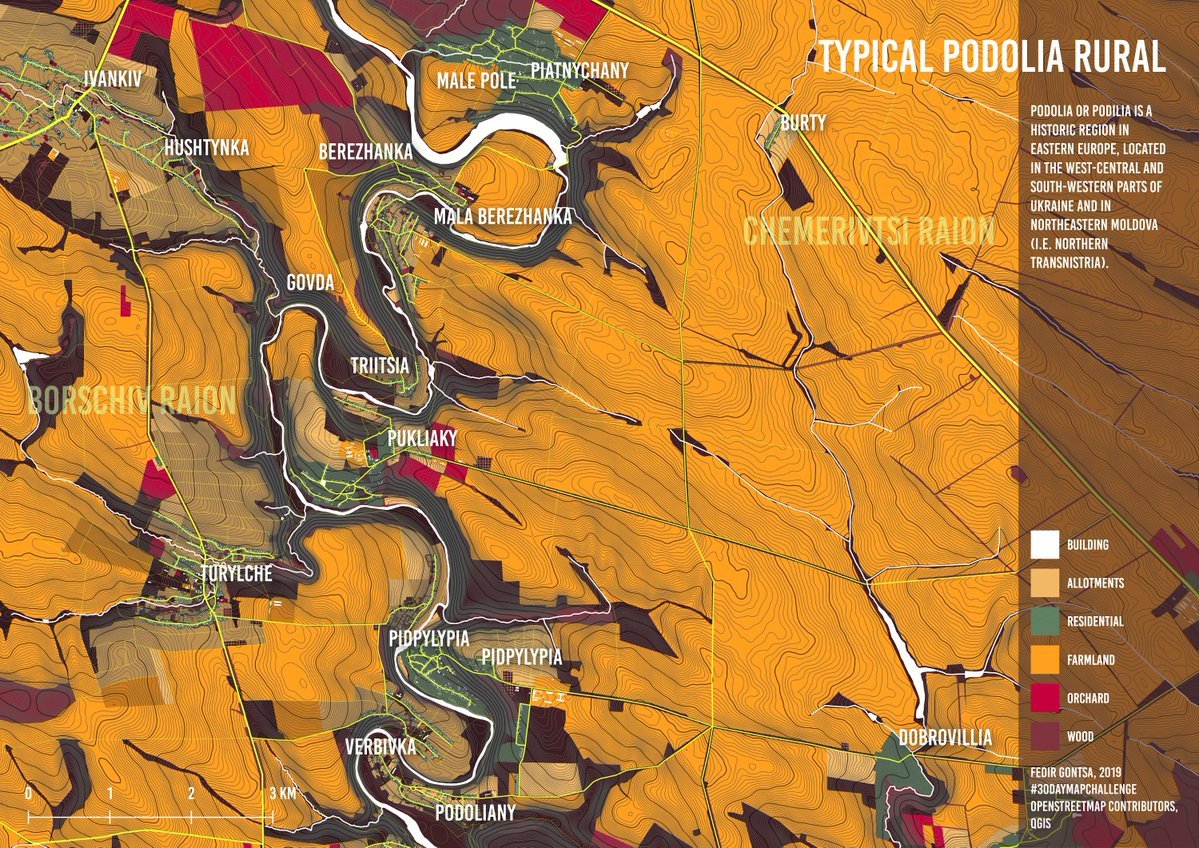 TYPICAL PODOLIA RURAL
PODOLIA OR PODILIA IS A
HISTORIC REGION IN
EASTERN EUROPE, LOCATED
IN THE WEST-CENTRAL AND
SOUTH-WESTERN PARTS OF
UKRAINE AND IN
NORTHEASTERN MOLDOVA
(I.E. NORTHERN
TRANSNISTRIA).
IVANKIV
MALE POLE
PIATNYCHANY
BURTY
HUSHTYNKA
BEREZHANKA
MALA BEREZHANKA
CHEMERIVTSI RAION
GOVDA
TRIITSIA
BORSCHIV RAION
PUKLIAKY
TURYLCHE
PIDPYLYPIA
PIDPYLYPIA
VERBIVKA
DOBROVILLIA
PODOLIANY
0 1 2 3 KM
BUILDING
ALLOTMENTS
RESIDENTIAL
FARMLAND
ORCHARD
WOOD
FEDIR GONTSA, 2019
#30DAYMAPCHALLENGE
OPENSTREETMAP CONTRIBUTORS,
QGIS